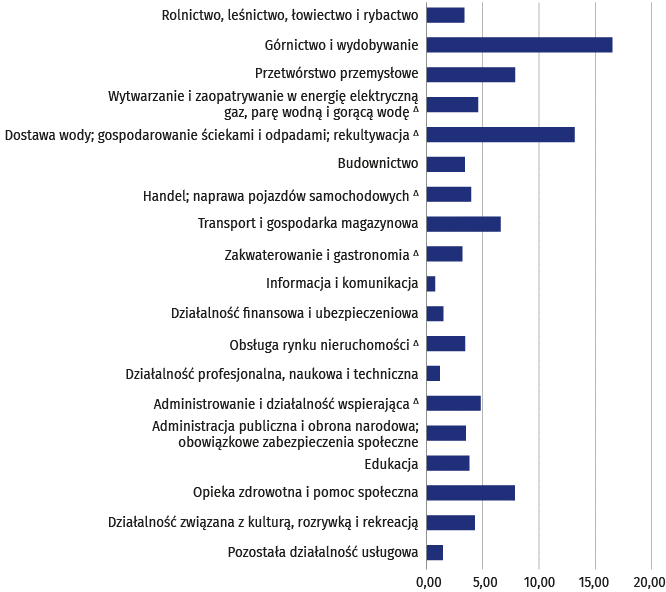 Rolnictwo, leśnictwo, łowiectwo i rybactwo
Górnictwo i wydobywanie
Przetwórstwo przemysłowe
Wytwarzanie i zaopatrywanie w energię elektryczną
gaz, parę wodną i gorącą wodę Δ
Dostawa wody; gospodarowanie ściekami i odpadami; rekultywacja Δ
Budownictwo
Handel; naprawa pojazdów samochodowych Δ
Transport i gospodarka magazynowa
Zakwaterowanie i gastronomia Δ
Informacja i komunikacja
Działalność finansowa i ubezpieczeniowa
Obsługa rynku nieruchomości Δ
Działalność profesjonalna, naukowa i techniczna
Administrowanie i działalność wspierająca Δ
Administracja publiczna i obrona narodowa;
obowiązkowe zabezpieczenia społeczne
Edukacja
Opieka zdrowotna i pomoc społeczna
Działalność związana z kulturą, rozrywką i rekreacją
Pozostała działalność usługowa
0,00 5,00 10,00 15,00 20,00